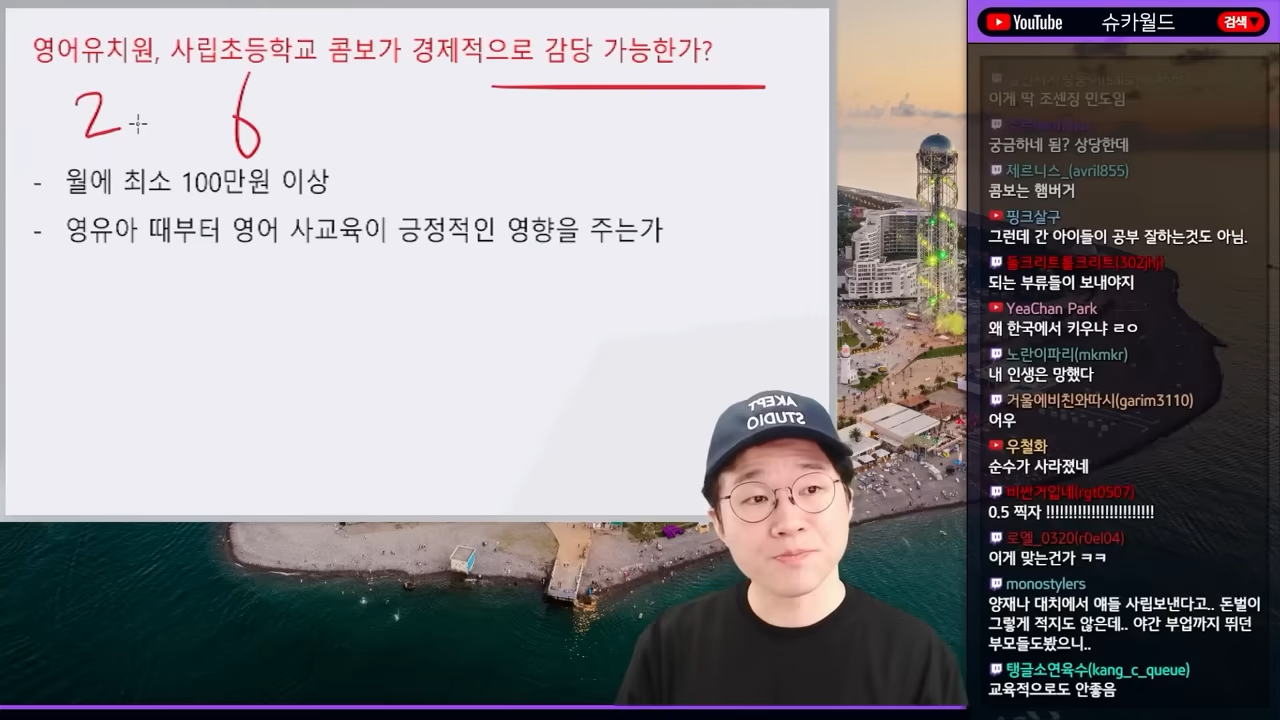 영어유치원, 사립초등학교 콤보가 경제적으로 감당 가능한가?
2 6
- 월에 최소 100만원 이상
- 영유아 때부터 영어 사교육이 긍정적인 영향을 주는가
AKEPT
STUDIO
YouTube 슈카월드 검색
이게 딱 조센징 민도임
궁금하네 됨? 상당한데
제르니스_(avril855)
콤보는 햄버거
핑크살구
그런데 간 아이들이 공부 잘하는것도 아님.
돌크리트롤크리트(302jhj)
되는 부류들이 보내야지
YeaChan Park
왜 한국에서 키우냐 ㄹㅇ
노란이파리(mkmkr)
내 인생은 망했다
거울에비친와따시(garim3110)
어우
우철화
순수가 사라졌네
비싼거입네(rgt0507)
0.5 찍자 !!!!!!!!!!!!!!!!!!!!!!!!
로엘_0320(r0el04)
이게 맞는건가 ㅋㅋ
monostylers
양재나 대치에서 얘들 사립보낸다고.. 돈벌이
그렇게 적지도 않은데.. 야간 부업까지 뛰던
부모들도봤으니..
탱글소연육수(kang_c_queue)
교육적으로도 안좋음